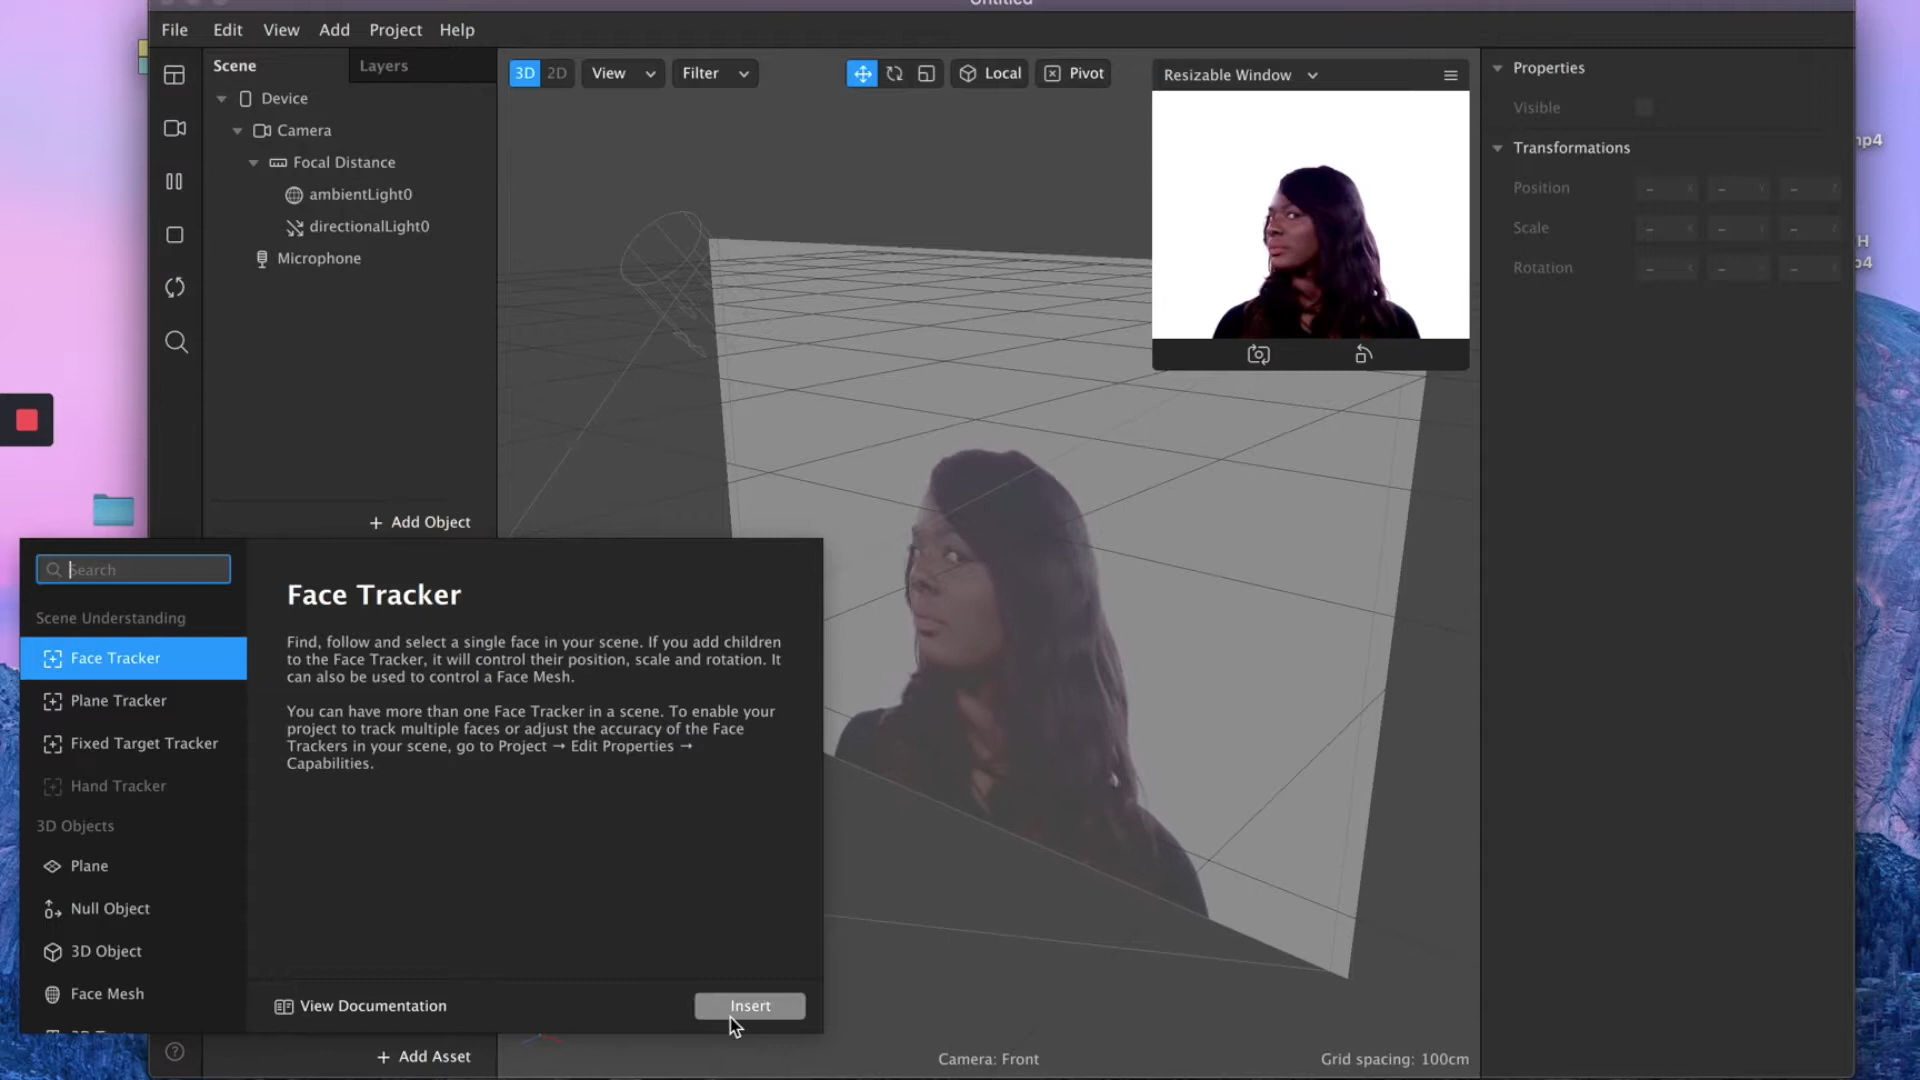 Untitled
File Edit View Add Project Help
Scene Layers
Device
Camera
Focal Distance
ambientLight0
directionalLight0
Microphone
+ Add Object
3D 2D View Filter Local Pivot
Resizable Window
Properties
Visible
Transformations
Position – X – Y – Z
Scale – X – Y – Z
Rotation – X – Y – Z
mp4
H
p4
Search
Scene Understanding
Face Tracker
Plane Tracker
Fixed Target Tracker
Hand Tracker
3D Objects
Plane
Null Object
3D Object
Face Mesh
Face Tracker
Find, follow and select a single face in your scene. If you add children
to the Face Tracker, it will control their position, scale and rotation. It
can also be used to control a Face Mesh.
You can have more than one Face Tracker in a scene. To enable your
project to track multiple faces or adjust the accuracy of the Face
Trackers in your scene, go to Project → Edit Properties →
Capabilities.
View Documentation
Insert
+ Add Asset
Camera: Front
Grid spacing: 100cm